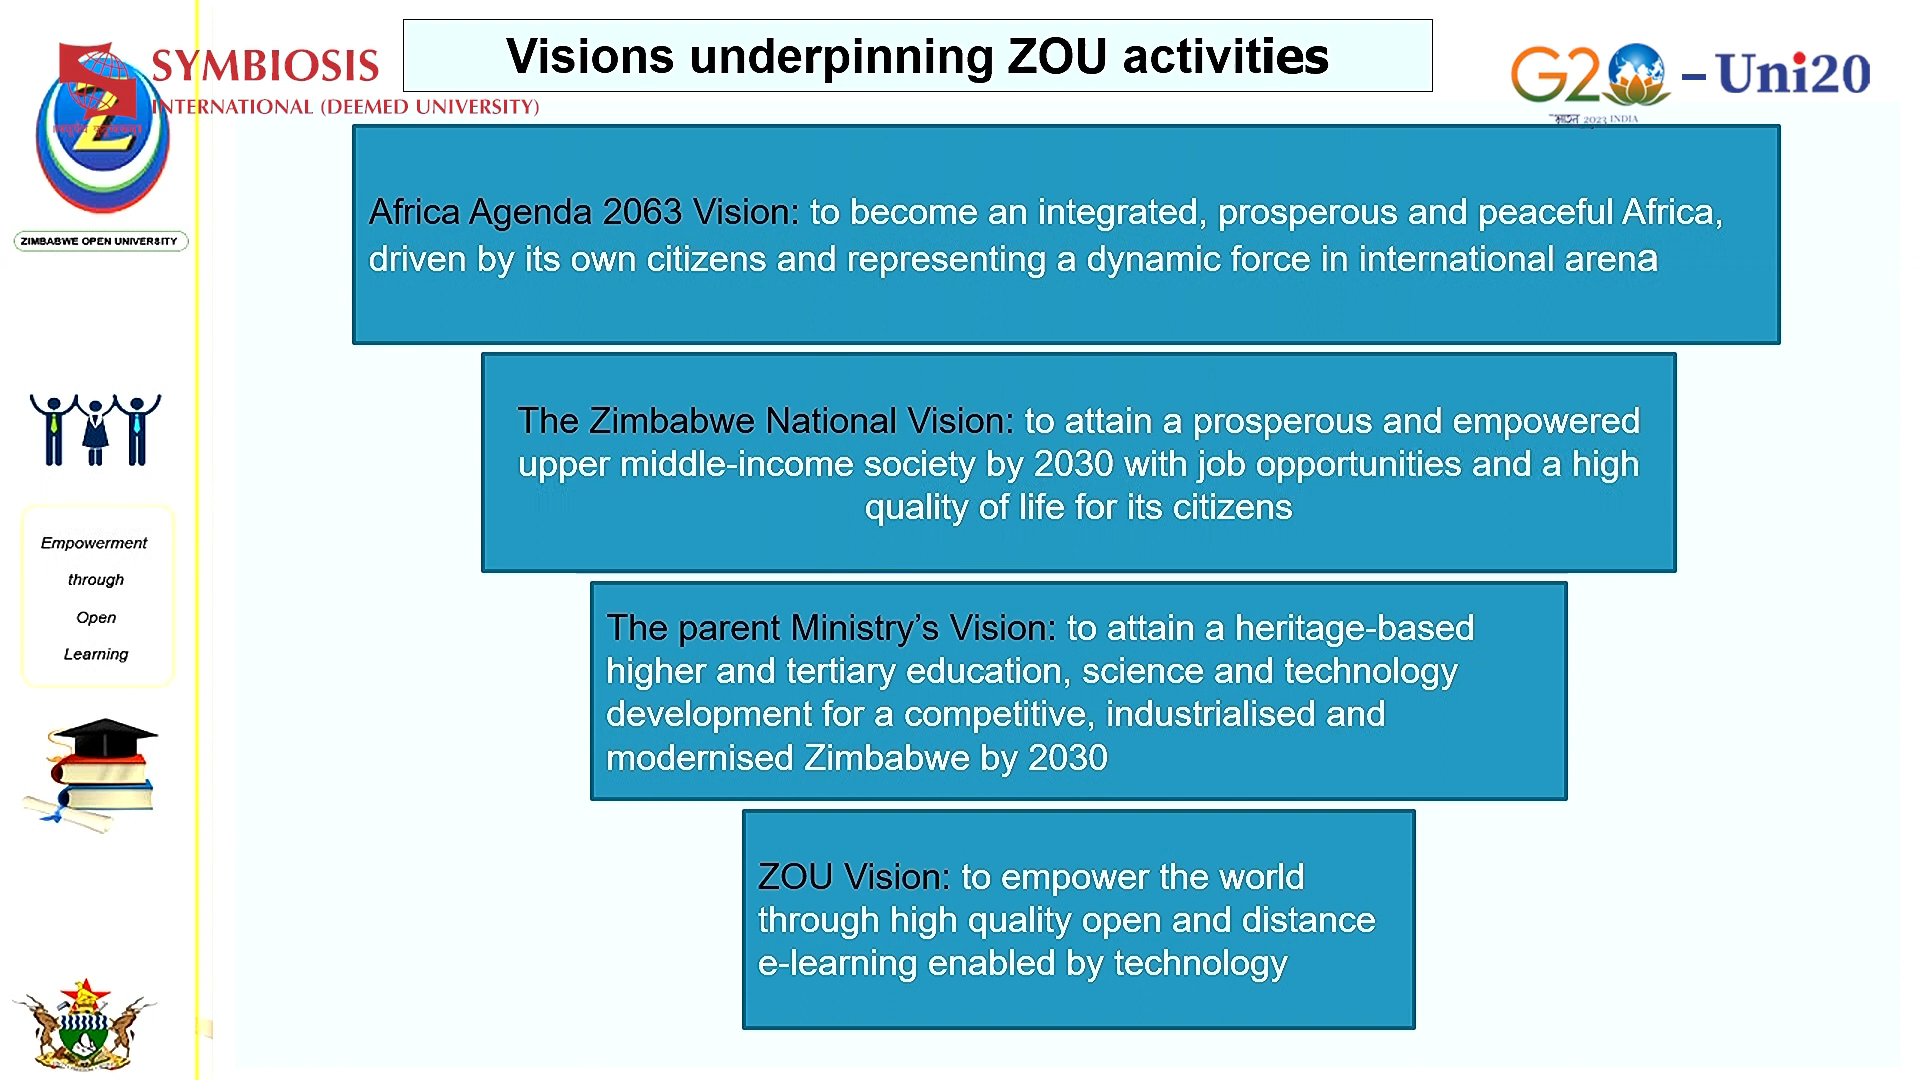 Visions underpinning ZOU activities
SYMBIOSIS
INTERNATIONAL (DEEMED UNIVERSITY)
G20 – Uni20
2023 INDIA
Z
ZIMBABWE OPEN UNIVERSITY
Africa Agenda 2063 Vision: to become an integrated, prosperous and peaceful Africa,
driven by its own citizens and representing a dynamic force in international arena
The Zimbabwe National Vision: to attain a prosperous and empowered
upper middle-income society by 2030 with job opportunities and a high
quality of life for its citizens
Empowerment
through
Open
Learning
The parent Ministry’s Vision: to attain a heritage-based
higher and tertiary education, science and technology
development for a competitive, industrialised and
modernised Zimbabwe by 2030
ZOU Vision: to empower the world
through high quality open and distance
e-learning enabled by technology